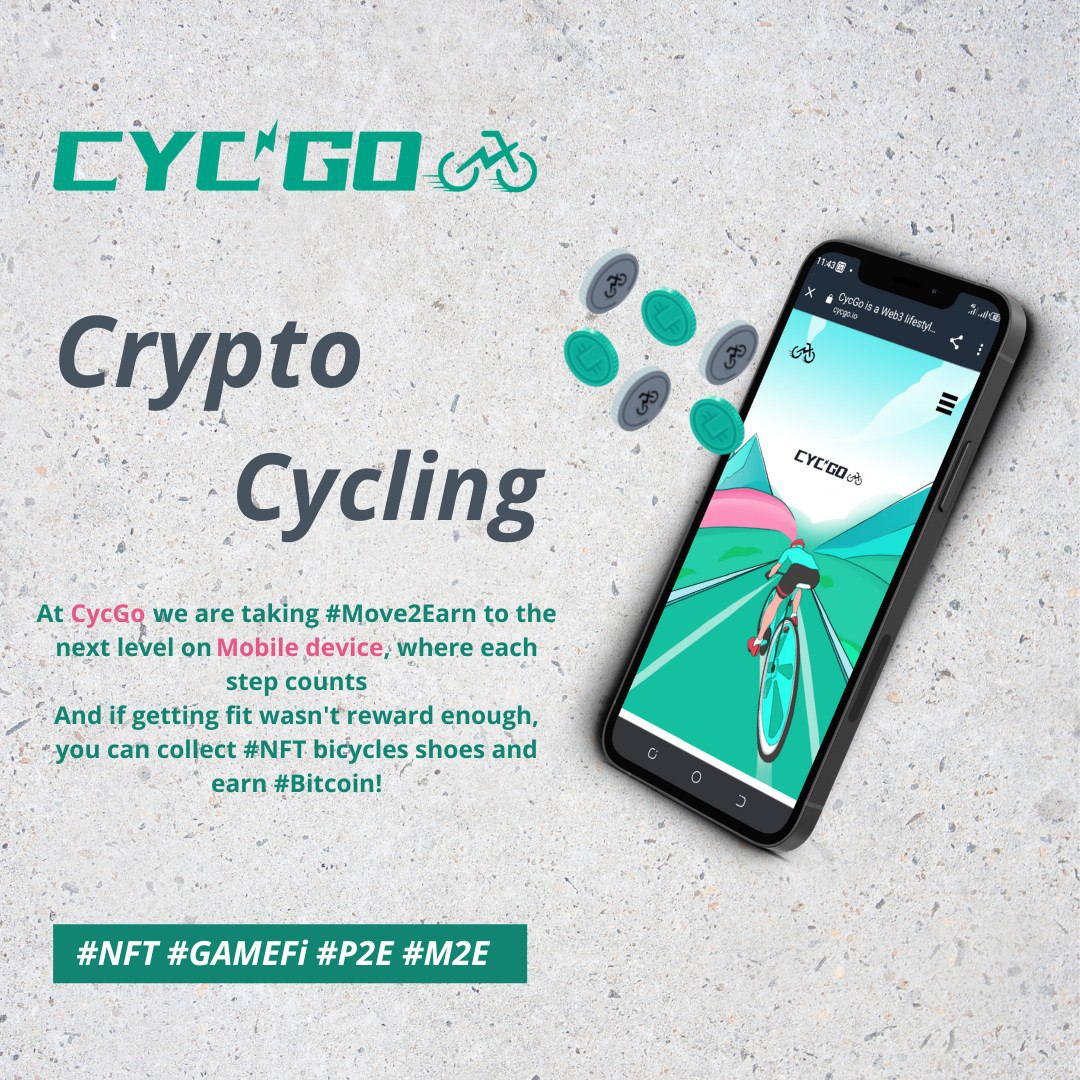 CYC'GO
Crypto
Cycling
At CycGo we are taking #Move2Earn to the
next level on Mobile device, where each
step counts
And if getting fit wasn't reward enough,
you can collect #NFT bicycles shoes and
earn #Bitcoin!
#NFT #GAMEFi #P2E #M2E
11:43
CycGo is a Web3 lifestyl...
cycgo.io
CYC'GO